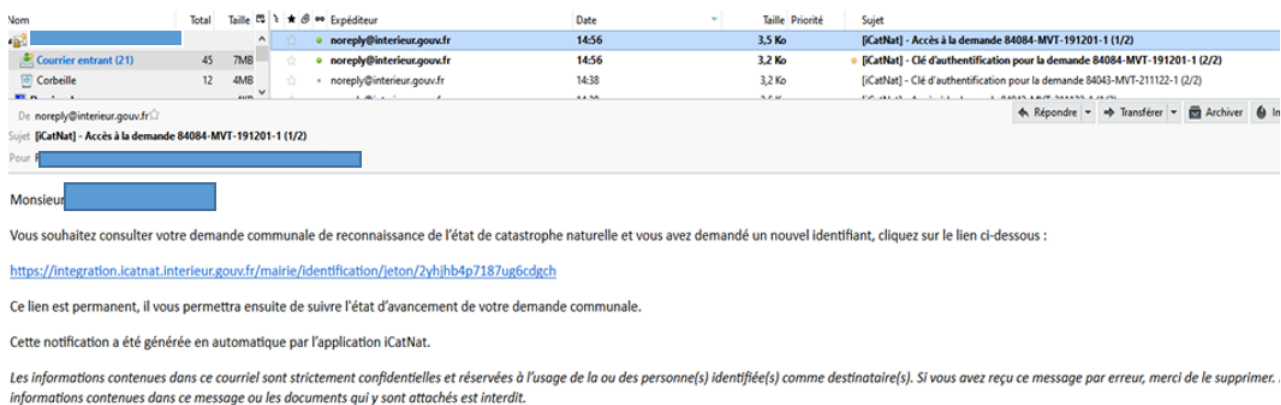 Nom Total Taille Expéditeur Date Taille Priorité Sujet
noreply@interieur.gouv.fr 14:56 3,5 Ko [iCatNat] - Accès à la demande 84084-MVT-191201-1 (1/2)
Courrier entrant (21) 45 7MB noreply@interieur.gouv.fr 14:56 3,2 Ko [iCatNat] - Clé d'authentification pour la demande 84084-MVT-191201-1 (2/2)
Corbeille 12 4MB noreply@interieur.gouv.fr 14:38 3,2 Ko [iCatNat] - Clé d'authentification pour la demande 84043-MVT-211122-1 (2/2)
De noreply@interieur.gouv.fr Répondre Transférer Archiver
Sujet [iCatNat] - Accès à la demande 84084-MVT-191201-1 (1/2)
Pour
Monsieur
Vous souhaitez consulter votre demande communale de reconnaissance de l'état de catastrophe naturelle et vous avez demandé un nouvel identifiant, cliquez sur le lien ci-dessous :
https://integration.icatnat.interieur.gouv.fr/mairie/identification/jeton/2yhjhb4p7187ug6cdgch
Ce lien est permanent, il vous permettra ensuite de suivre l'état d'avancement de votre demande communale.
Cette notification a été générée en automatique par l'application iCatNat.
Les informations contenues dans ce courriel sont strictement confidentielles et réservées à l'usage de la ou des personne(s) identifiée(s) comme destinataire(s). Si vous avez reçu ce message par erreur, merci de le supprimer.
informations contenues dans ce message ou les documents qui y sont attachés est interdit.